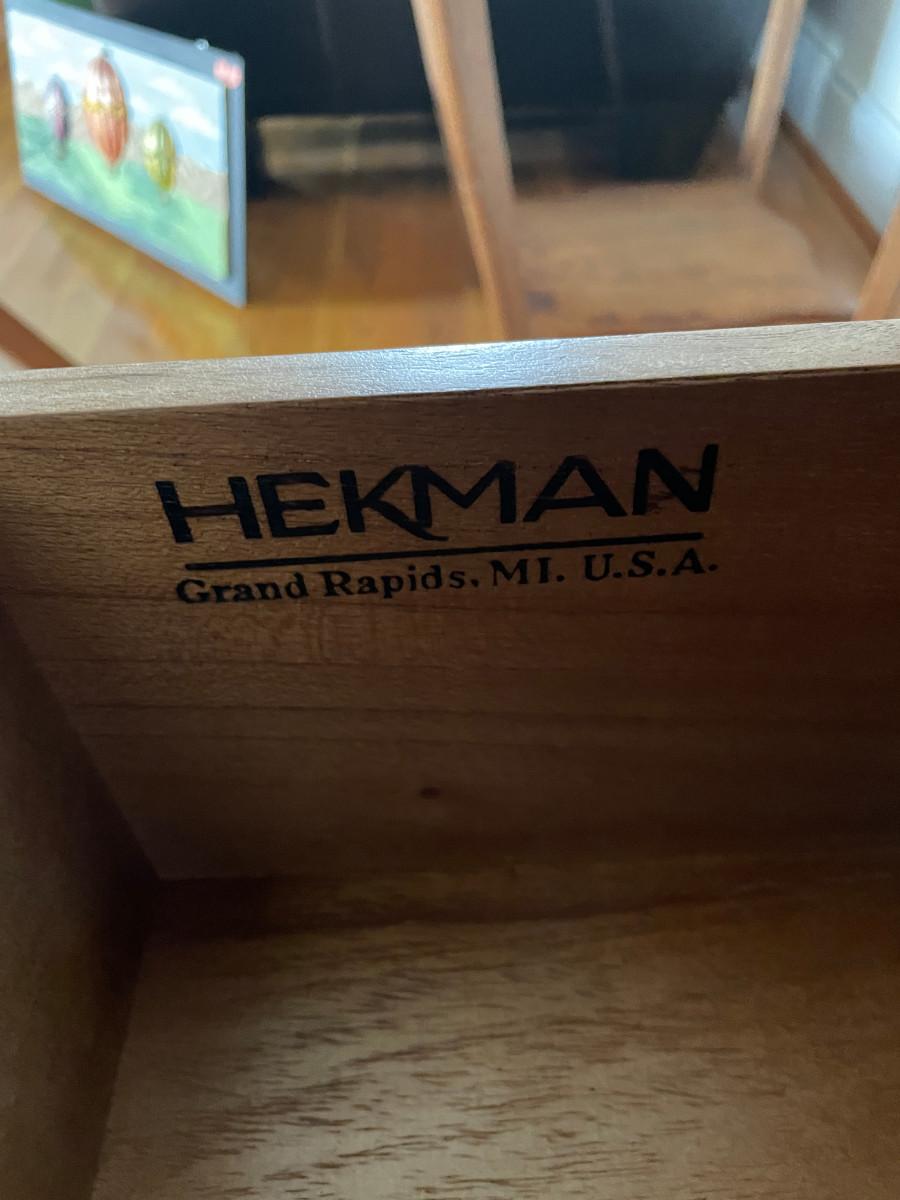 HEKMAN
Grand Rapids, MI. U.S.A.